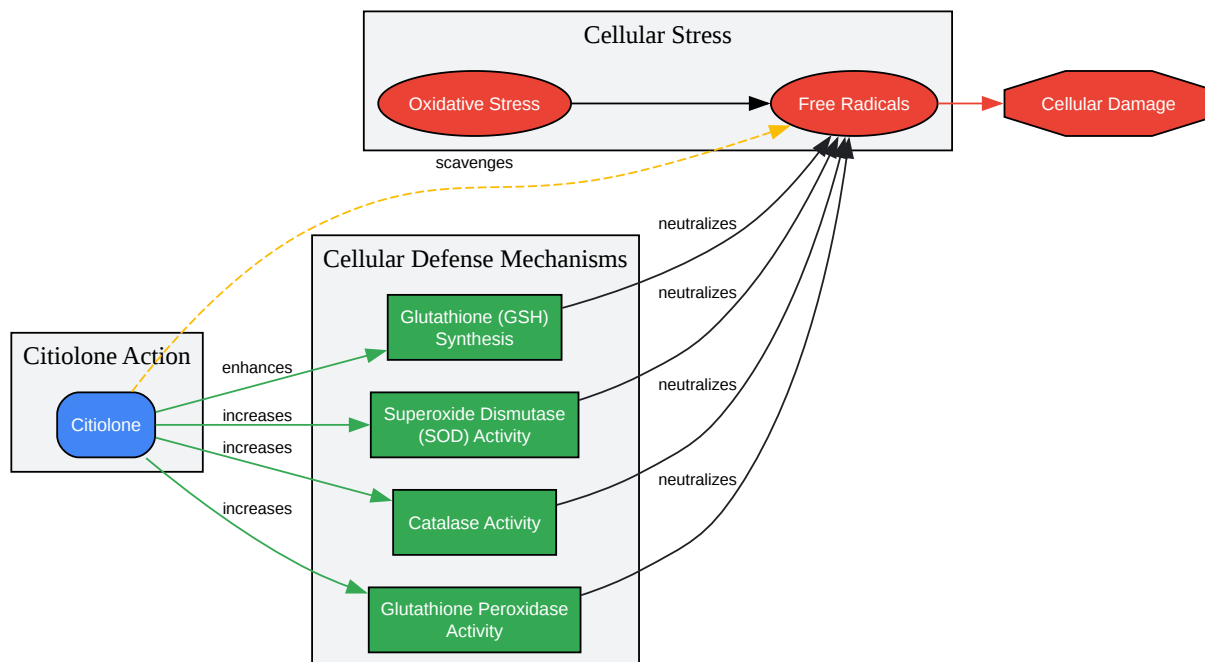 Cellular Stress
Oxidative Stress
Free Radicals
Cellular Damage
scavenges
neutralizes
Cellular Defense Mechanisms
neutralizes
Glutathione (GSH)
Synthesis
Citiolone Action
enhances
neutralizes
Citiolone
increases
Superoxide Dismutase
(SOD) Activity
increases
neutralizes
increases
Catalase Activity
Glutathione Peroxidase
Activity